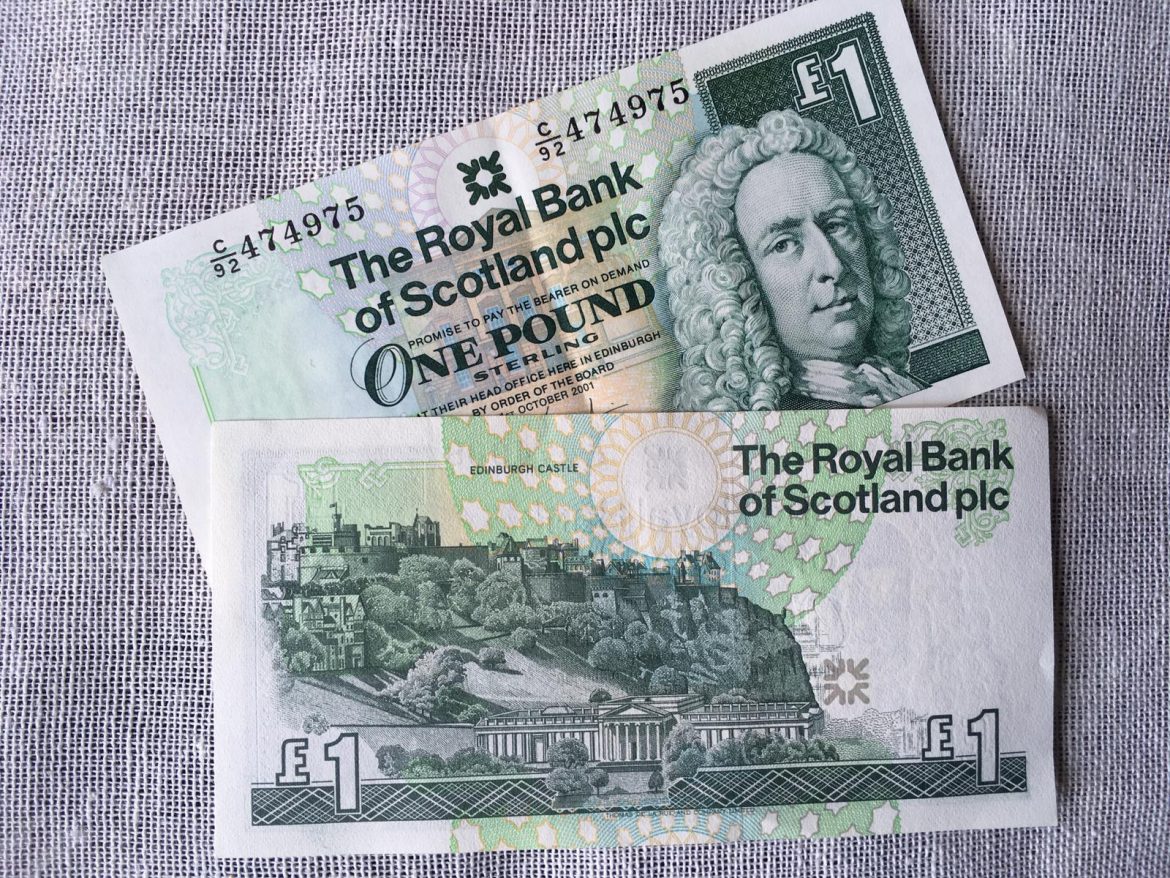 £1
C/92 474975
C/92 474975
The Royal Bank
of Scotland plc
PROMISE TO PAY THE BEARER ON DEMAND
ONE POUND
STERLING
AT THEIR HEAD OFFICE HERE IN EDINBURGH
BY ORDER OF THE BOARD
OCTOBER 2001
EDINBURGH CASTLE
The Royal Bank
of Scotland plc
£1
£1